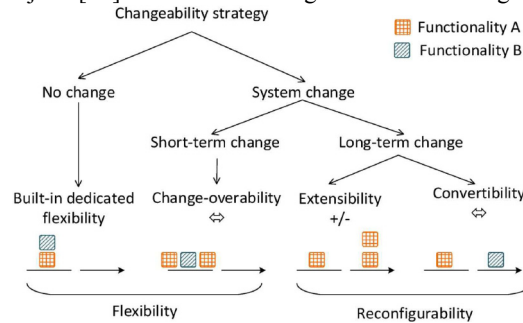 Changeability strategy
Functionality A
Functionality B
No change
System change
Short-term change
Long-term change
Built-in dedicated
flexibility
Change-overability
⇔
Extensibility
+/-
Convertibility
⇔
Flexibility
Reconfigurability